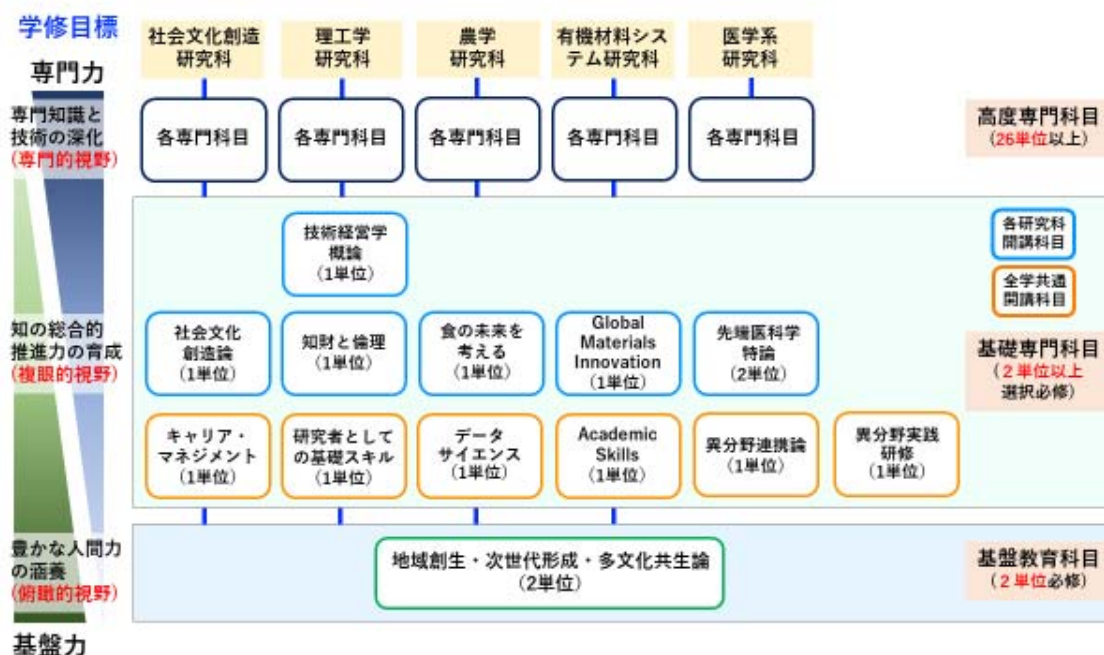 学修目標
専門力
社会文化創造
研究科
理工学
研究科
農学
研究科
有機材料シス
テム研究科
医学系
研究科
専門知識と
技術の深化
(専門的視野)
各専門科目
各専門科目
各専門科目
各専門科目
各専門科目
高度専門科目
(26単位以上)
技術経営学
概論
(1単位)
各研究科
開講科目
全学共通
開講科目
知の総合的
推進力の育成
(複眼的視野)
社会文化
創造論
(1単位)
知財と倫理
(1単位)
食の未来を
考える
(1単位)
Global
Materials
Innovation
(1単位)
先端医科学
特論
(2単位)
基礎専門科目
(2単位以上
選択必修)
キャリア・
マネジメント
(1単位)
研究者として
の基礎スキル
(1単位)
データ
サイエンス
(1単位)
Academic
Skills
(1単位)
異分野連携論
(1単位)
異分野実践
研修
(1単位)
豊かな人間力
の涵養
(俯瞰的視野)
地域創生・次世代形成・多文化共生論
(2単位)
基盤教育科目
(2単位必修)
基盤力